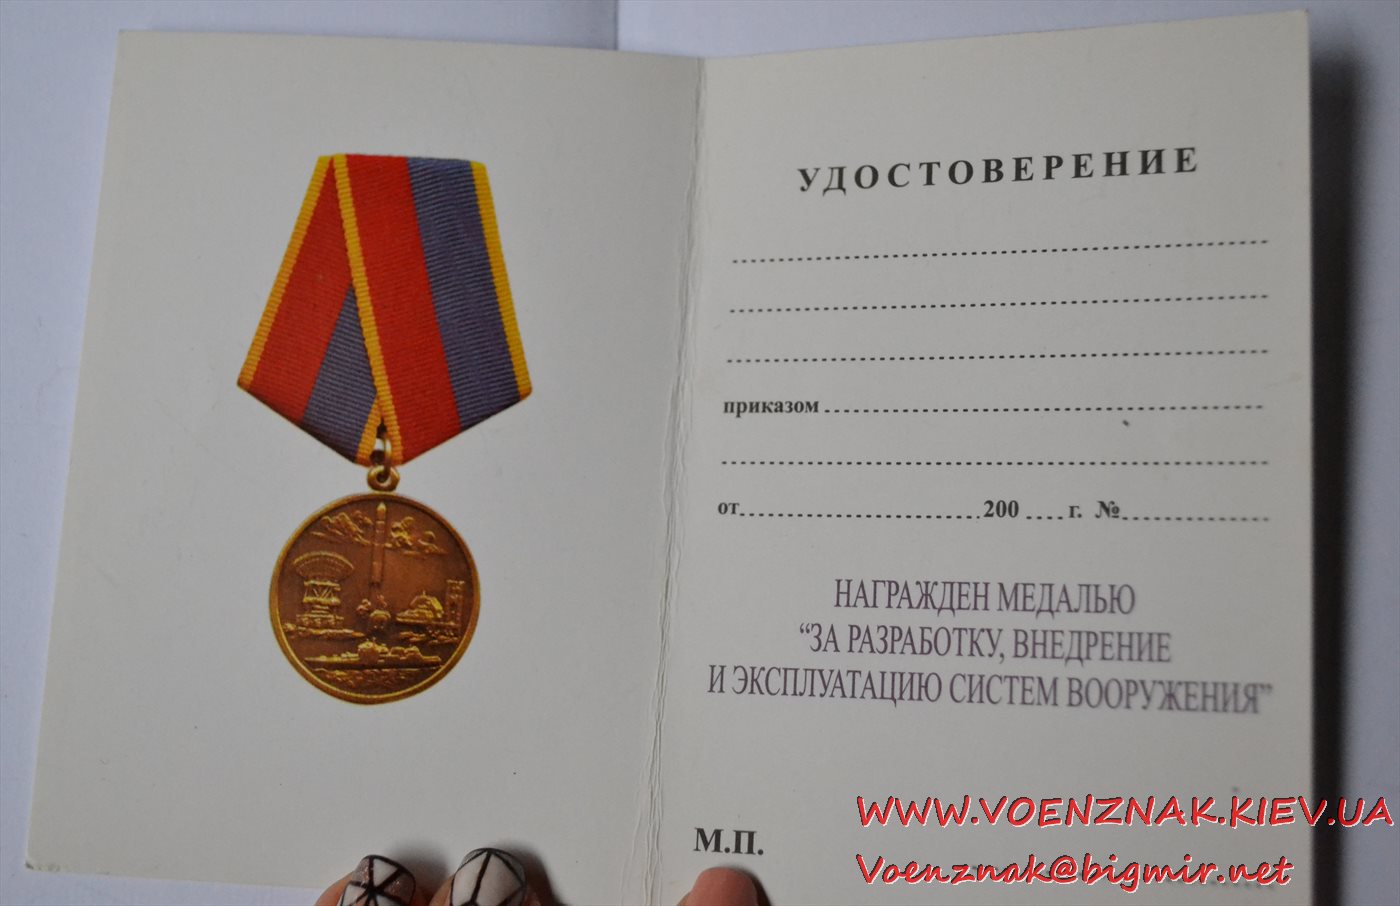 УДОСТОВЕРЕНИЕ
приказом
от 200 г. №
НАГРАЖДЕН МЕДАЛЬЮ
“ЗА РАЗРАБОТКУ, ВНЕДРЕНИЕ
И ЭКСПЛУАТАЦИЮ СИСТЕМ ВООРУЖЕНИЯ”
М.П.
WWW.VOENZNAK.KIEV.UA
Voenznak@bigmir.net